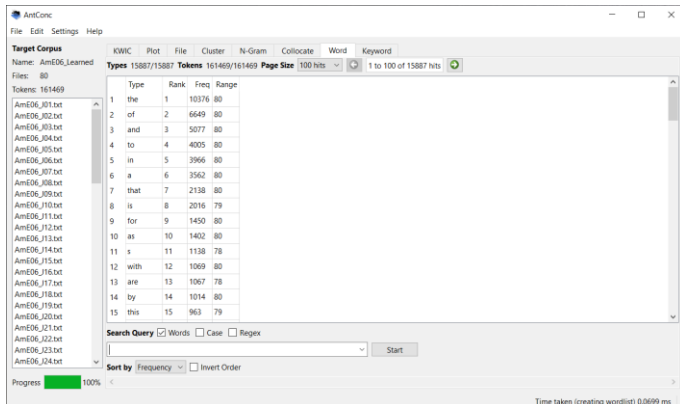 AntConc
File Edit Settings Help
Target Corpus
Name: AmE06_Learned
Files: 80
Tokens: 161469
AmE06_J01.txt
AmE06_J02.txt
AmE06_J03.txt
AmE06_J04.txt
AmE06_J05.txt
AmE06_J06.txt
AmE06_J07.txt
AmE06_J08.txt
AmE06_J09.txt
AmE06_J10.txt
AmE06_J11.txt
AmE06_J12.txt
AmE06_J13.txt
AmE06_J14.txt
AmE06_J15.txt
AmE06_J16.txt
AmE06_J17.txt
AmE06_J18.txt
AmE06_J19.txt
AmE06_J20.txt
AmE06_J21.txt
AmE06_J22.txt
AmE06_J23.txt
AmE06_J24.txt
Progress 100%
KWIC Plot File Cluster N-Gram Collocate Word Keyword
Types 15887/15887 Tokens 161469/161469 Page Size 100 hits 1 to 100 of 15887 hits
Type Rank Freq Range
1 the 1 10376 80
2 of 2 6649 80
3 and 3 5077 80
4 to 4 4005 80
5 in 5 3966 80
6 a 6 3562 80
7 that 7 2138 80
8 is 8 2016 79
9 for 9 1450 80
10 as 10 1402 80
11 s 11 1138 78
12 with 12 1069 80
13 are 13 1067 78
14 by 14 1014 80
15 this 15 963 79
Search Query Words Case Regex
Start
Sort by Frequency Invert Order
Time taken (creating wordlist) 0.0699 ms